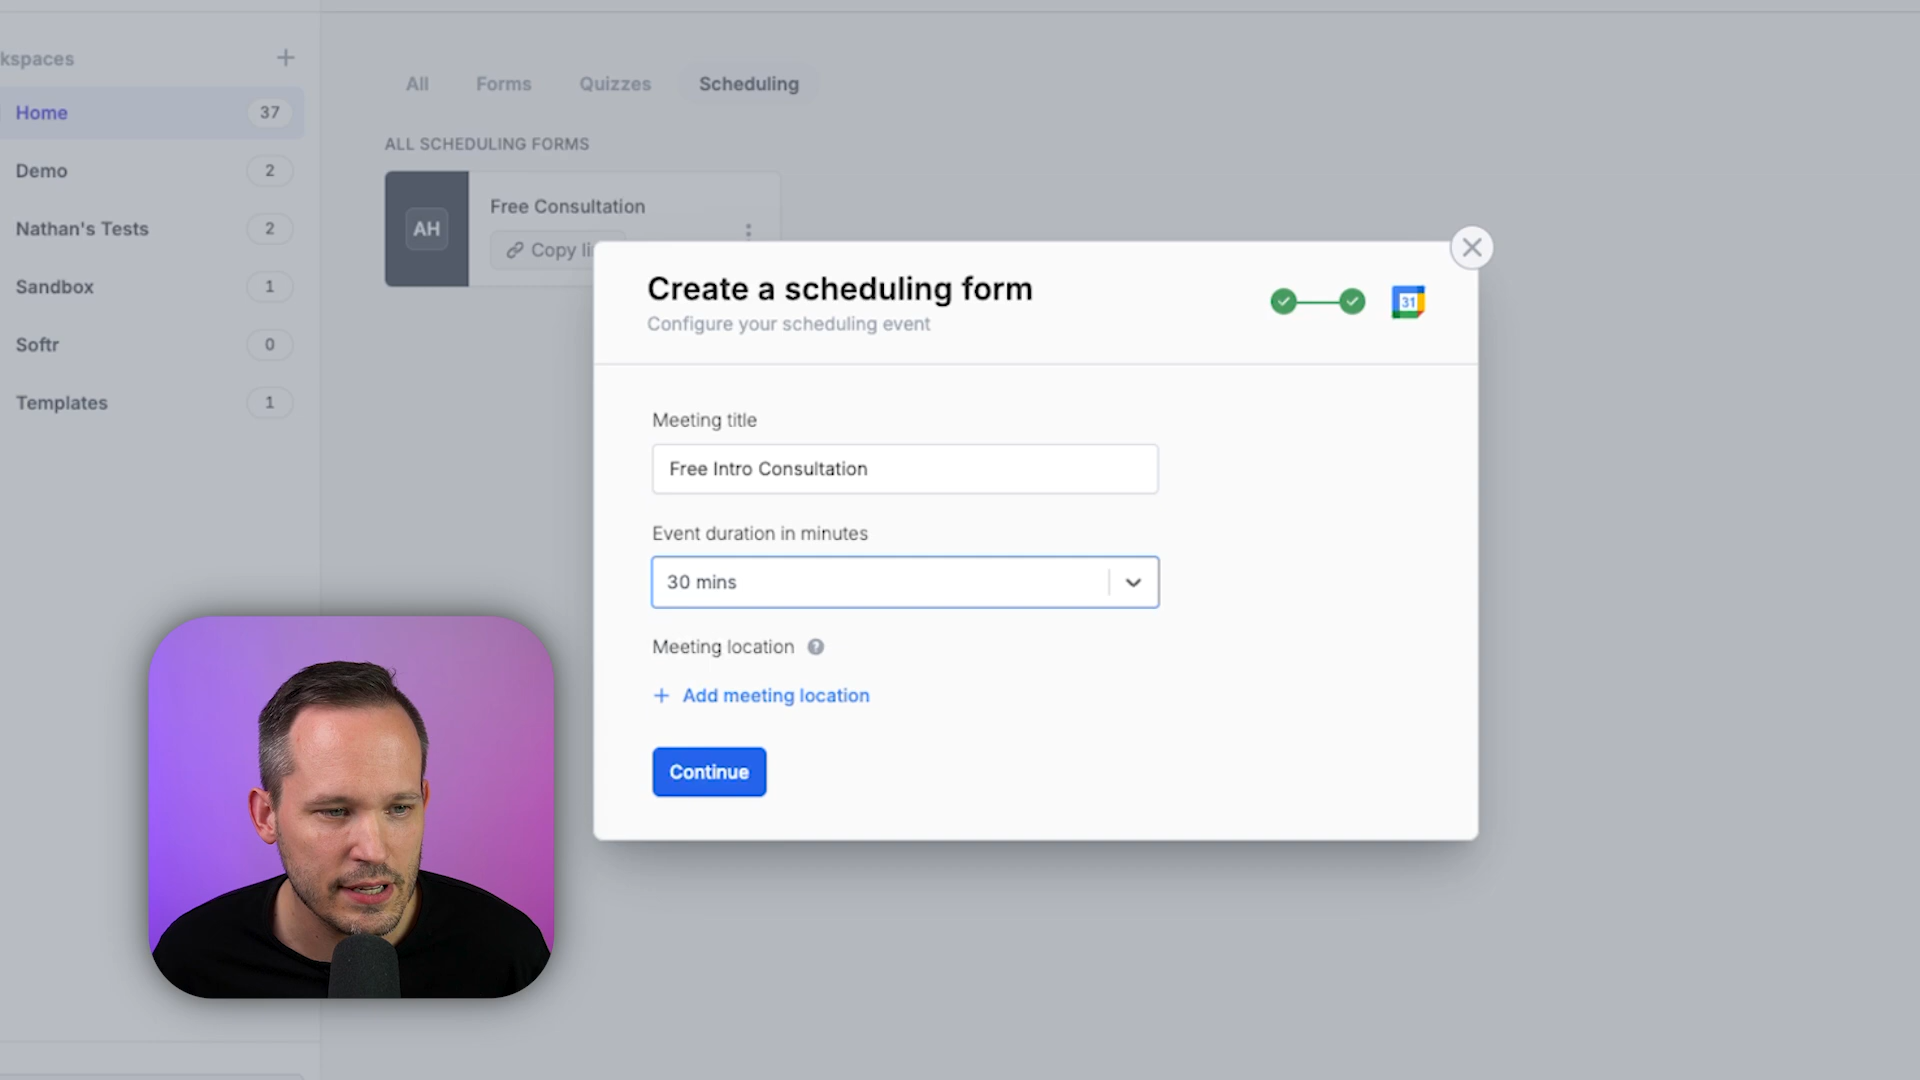 kspaces
Home 37
Demo 2
Nathan's Tests 2
Sandbox 1
Softr 0
Templates 1
All Forms Quizzes Scheduling
ALL SCHEDULING FORMS
AH
Free Consultation
Copy li
Create a scheduling form
Configure your scheduling event
31
Meeting title
Free Intro Consultation
Event duration in minutes
30 mins
Meeting location ?
+ Add meeting location
Continue